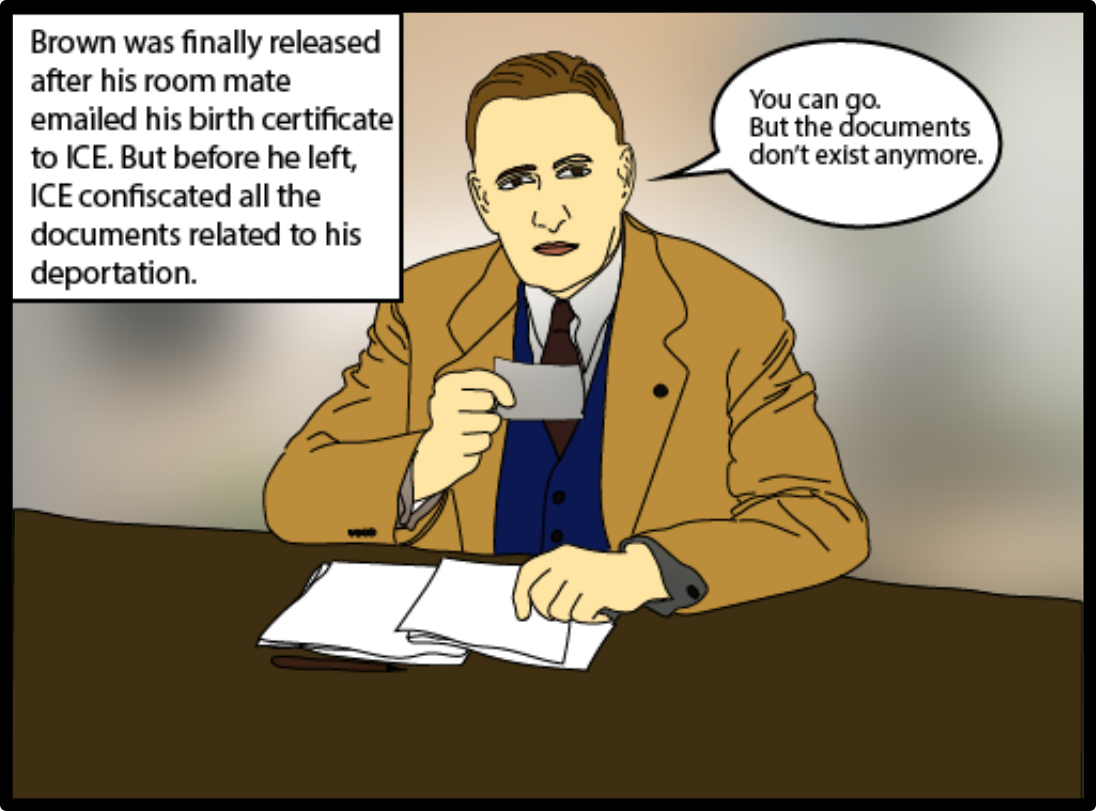 Brown was finally released
after his room mate
emailed his birth certificate
to ICE. But before he left,
ICE confiscated all the
documents related to his
deportation.
You can go.
But the documents
don't exist anymore.